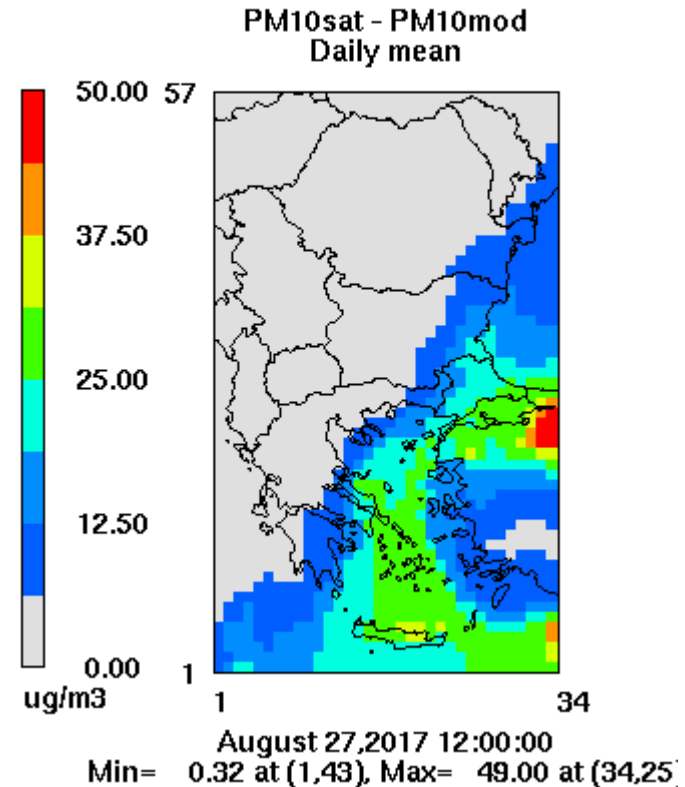 PM10sat - PM10mod
Daily mean
50.00 57
37.50
25.00
12.50
0.00 1
ug/m3 1 34
August 27,2017 12:00:00
Min= 0.32 at (1,43), Max= 49.00 at (34,25)